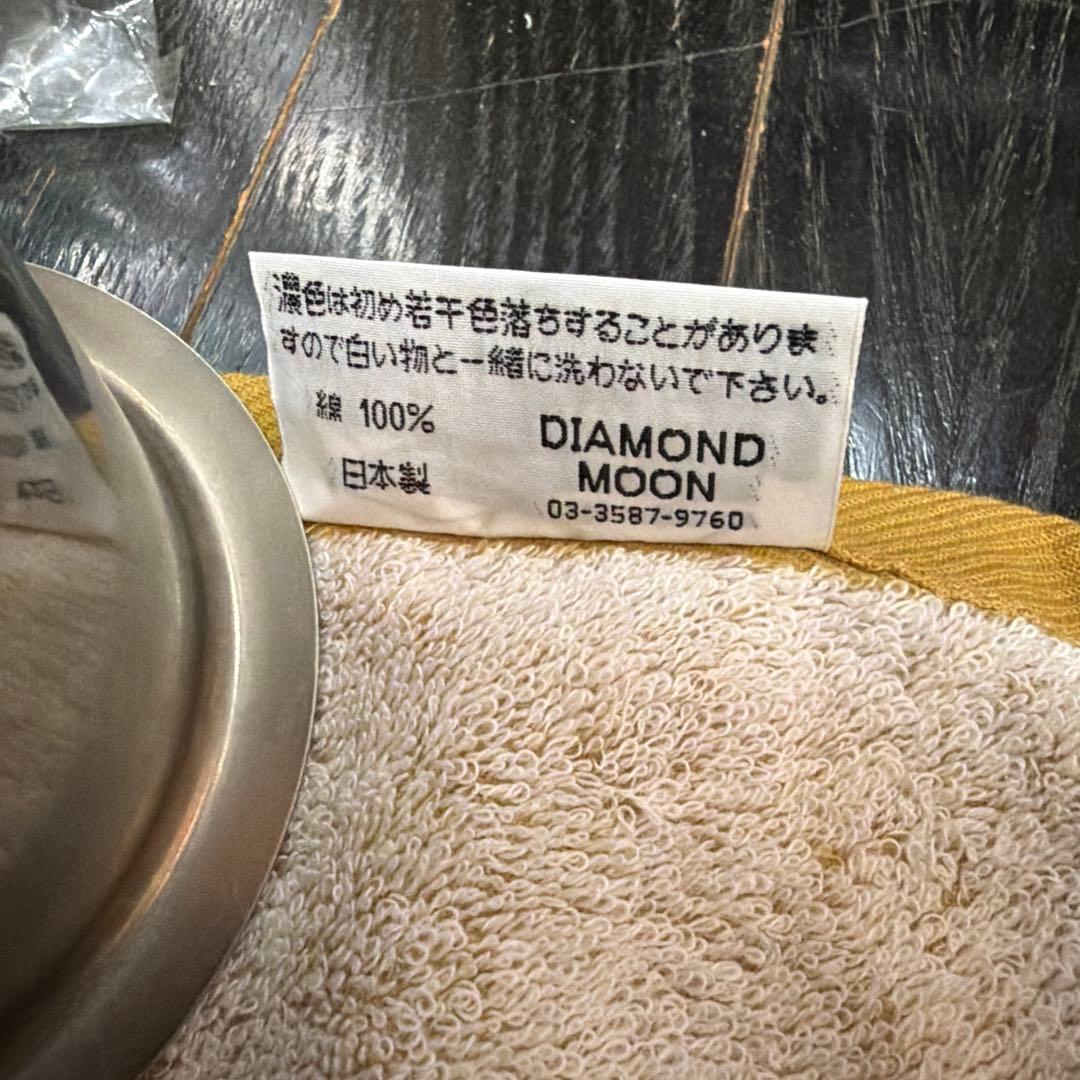 濃色は初め若干色落ちすることがありま
すので白い物と一緒に洗わないで下さい。
綿 100%
日本製
DIAMOND
MOON
03-3587-9760